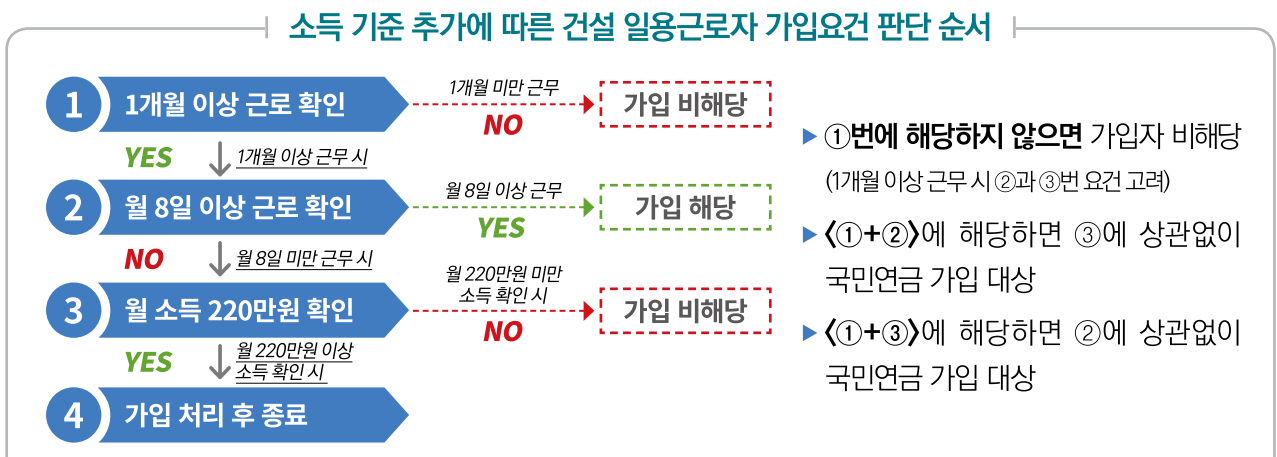 소득 기준 추가에 따른 건설 일용근로자 가입요건 판단 순서
1 1개월 이상 근로 확인
1개월 미만 근무
NO
가입 비해당
YES
1개월 이상 근무 시
2 월 8일 이상 근로 확인
월 8일 이상 근무
YES
가입 해당
NO
월 8일 미만 근무 시
3 월 소득 220만원 확인
월 220만원 미만
소득 확인 시
NO
가입 비해당
YES
월 220만원 이상
소득 확인 시
4 가입 처리 후 종료
▶ ①번에 해당하지 않으면 가입자 비해당
(1개월 이상 근무 시 ②과 ③번 요건 고려)
▶ 〈①+②〉에 해당하면 ③에 상관없이
국민연금 가입 대상
▶ 〈①+③〉에 해당하면 ②에 상관없이
국민연금 가입 대상